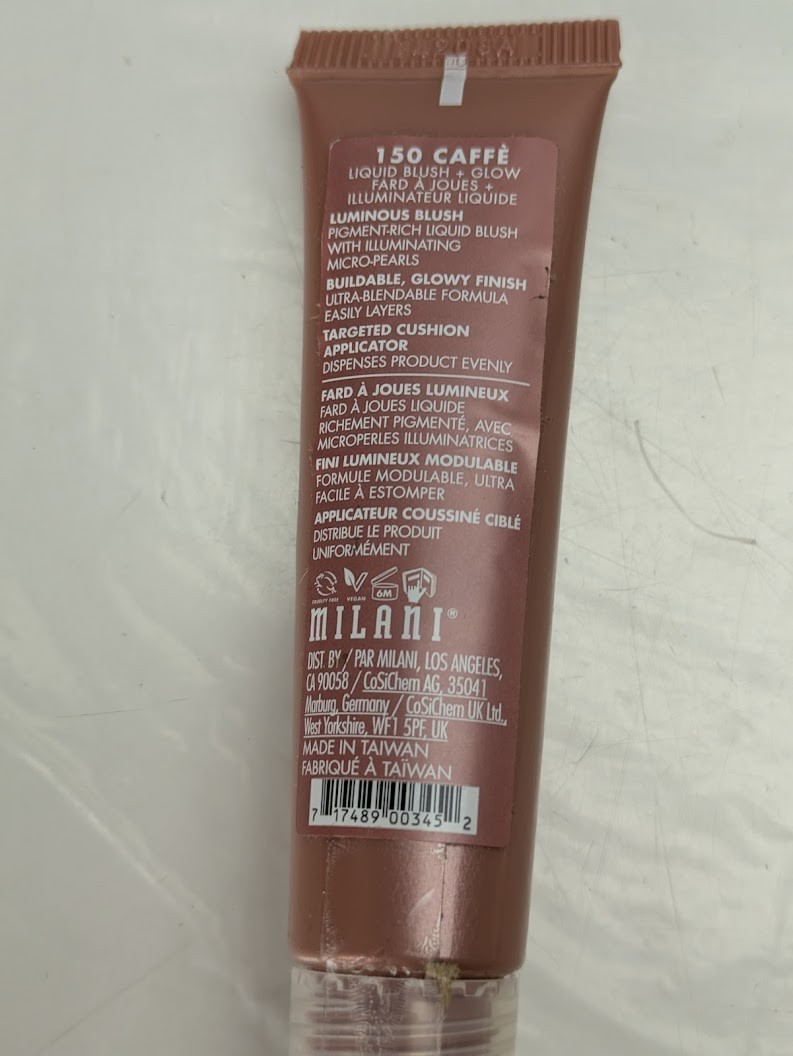 150 CAFFÈ
LIQUID BLUSH + GLOW
FARD À JOUES +
ILLUMINATEUR LIQUIDE
LUMINOUS BLUSH
PIGMENT-RICH LIQUID BLUSH
WITH ILLUMINATING
MICRO-PEARLS
BUILDABLE, GLOWY FINISH
ULTRA-BLENDABLE FORMULA
EASILY LAYERS
TARGETED CUSHION
APPLICATOR
DISPENSES PRODUCT EVENLY
FARD À JOUES LUMINEUX
FARD À JOUES LIQUIDE
RICHEMENT PIGMENTÉ, AVEC
MICROPERLES ILLUMINATRICES
FINI LUMINEUX MODULABLE
FORMULE MODULABLE, ULTRA
FACILE À ESTOMPER
APPLICATEUR COUSSINÉ CIBLÉ
DISTRIBUE LE PRODUIT
UNIFORMÉMENT
CRUELTY FREE VEGAN 6M
MILANI®
DIST. BY / PAR MILANI, LOS ANGELES,
CA 90058 / CoSiChem AG, 35041
Marburg, Germany / CoSiChem UK Ltd.,
West Yorkshire, WF1 5PF, UK
MADE IN TAIWAN
FABRIQUÉ À TAÏWAN
7 17489 00345 2